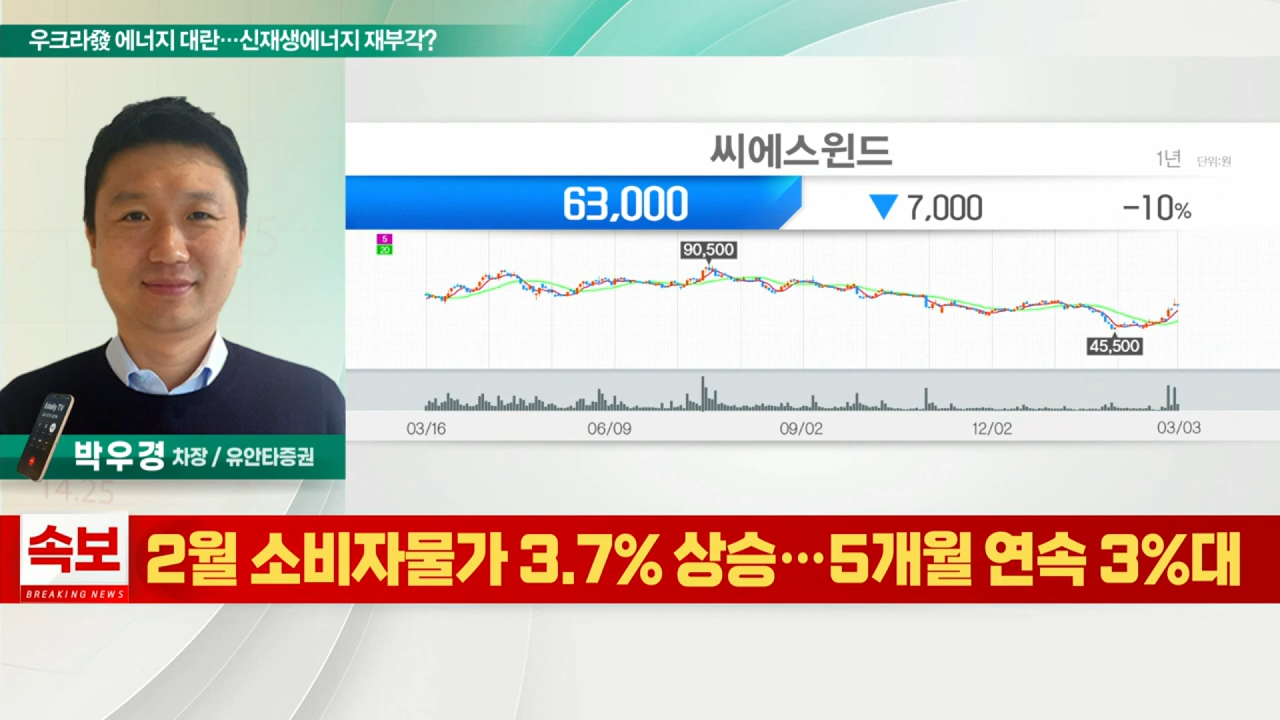 우크라發 에너지 대란…신재생에너지 재부각?
씨에스윈드
1년 단위:원
63,000 ▼ 7,000 -10%
5
20
90,500
45,500
03/16 06/09 09/02 12/02 03/03
Edaily TV
박우경 차장 / 유안타증권
14.25
속보
BREAKING NEWS
2월 소비자물가 3.7% 상승…5개월 연속 3%대